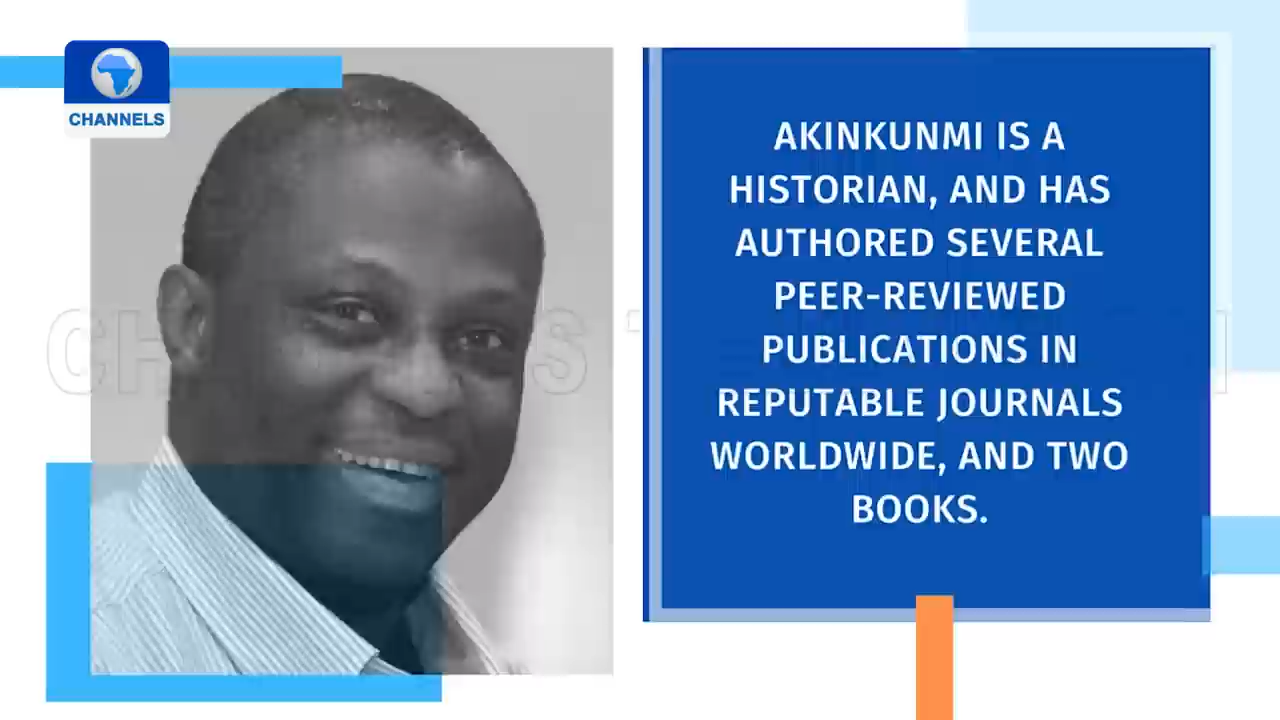 CHANNELS
AKINKUNMI IS A
HISTORIAN, AND HAS
AUTHORED SEVERAL
PEER-REVIEWED
PUBLICATIONS IN
REPUTABLE JOURNALS
WORLDWIDE, AND TWO
BOOKS.